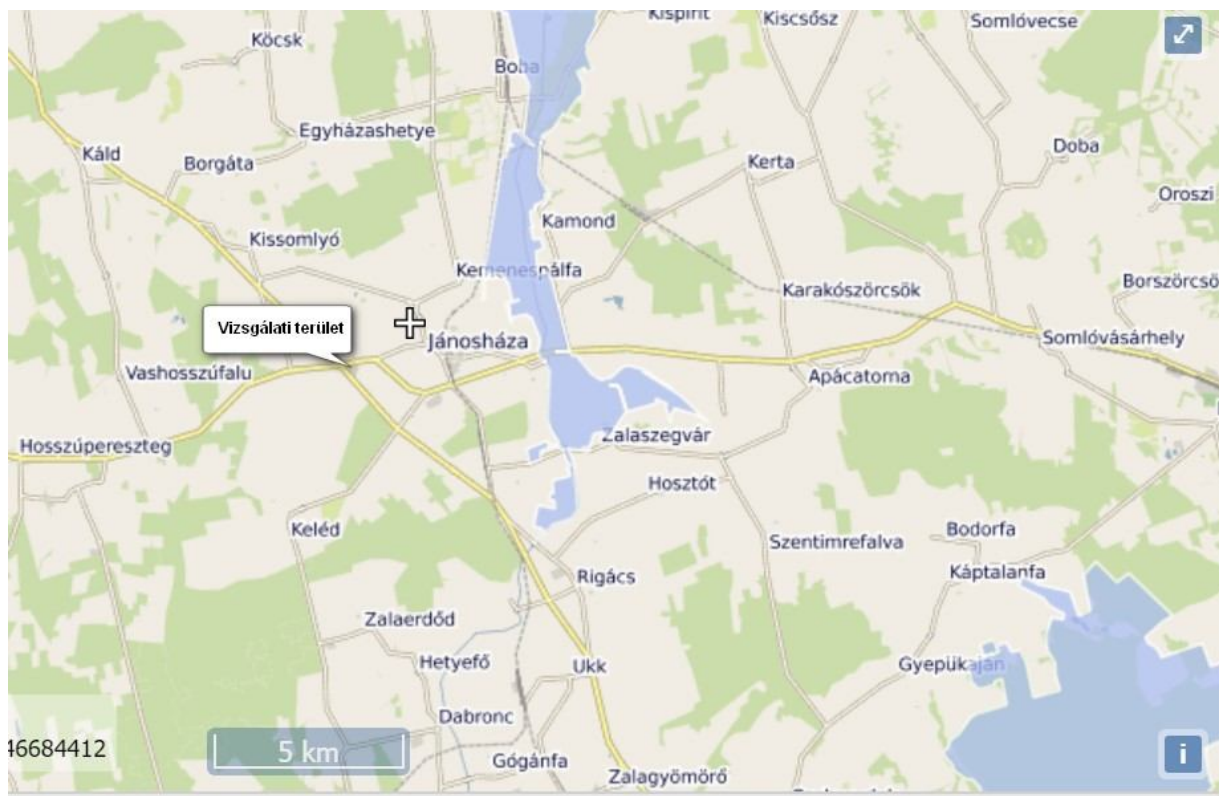 Kispirit
Kiscsősz
Somlóvecse
Köcsk
Boba
Egyházashetye
Káld
Borgáta
Kerta
Doba
Oroszi
Kamond
Kissomlyó
Kemenespálfa
Karakószörcsök
Borszörcsö
Vizsgálati terület
Jánosháza
Somlóvásárhely
Vashosszúfalu
Apácatorna
Hosszúpereszteg
Zalaszegvár
Hosztót
Keléd
Szentimrefalva
Bodorfa
Rigács
Káptalanfa
Zalaerdőd
Hetyefő
Ukk
Gyepükaján
Dabronc
46684412
5 km
i
Gógánfa
Zalagyömörő